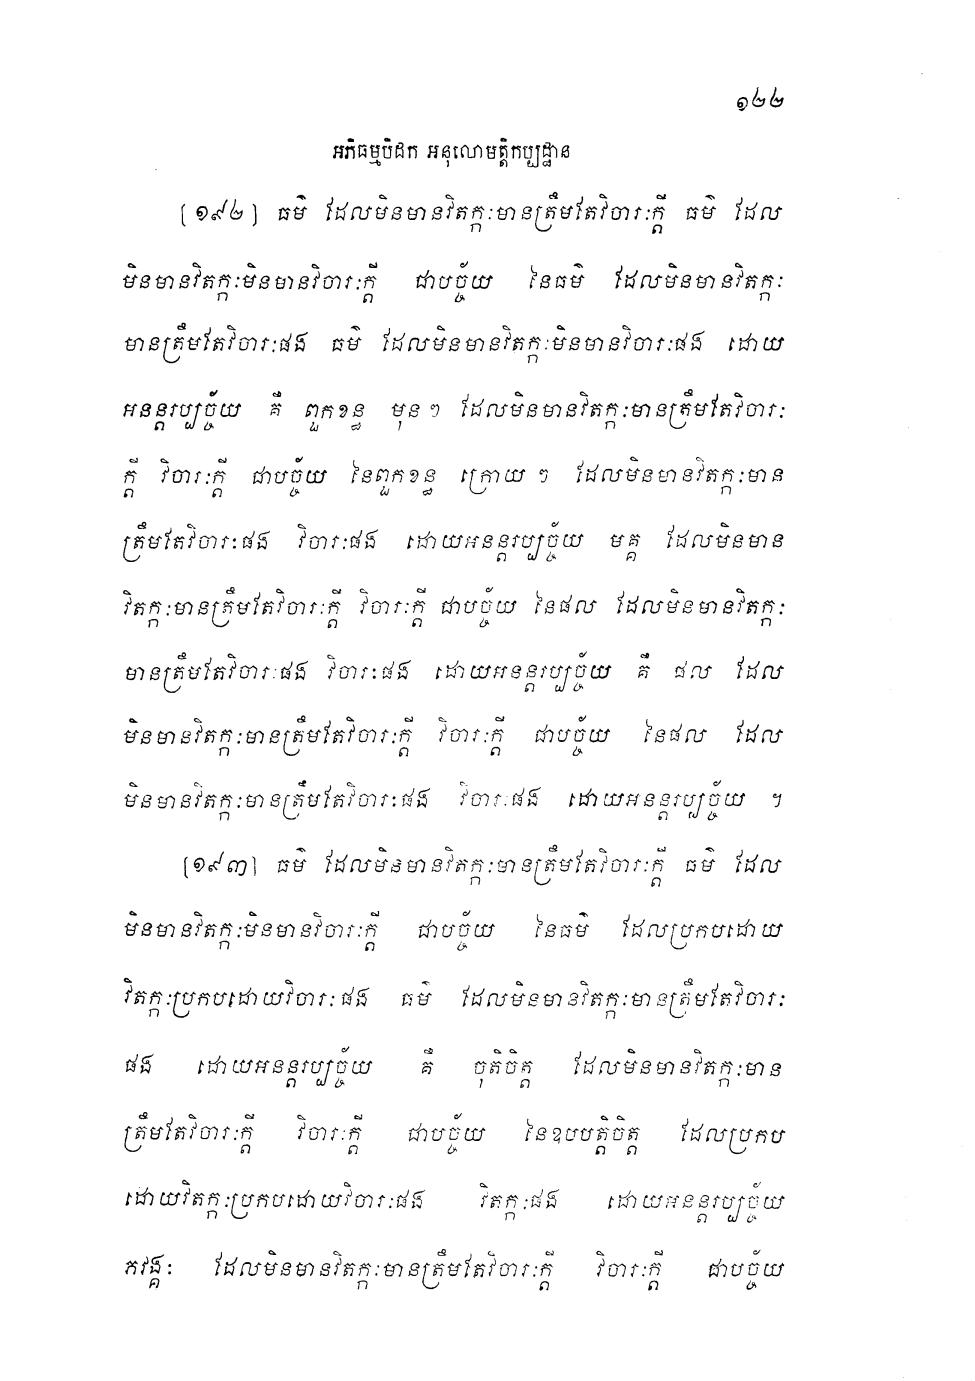 ១២២
អភិធម្មបិដក អនុលោមត្តិកប្បដ្ឋាន
[១៩២] ធម៌ ដែលមិនមានវិតក្កៈមានត្រឹមតែវិចារៈក្តី ធម៌ ដែល
មិនមានវិតក្កៈមិនមានវិចារៈក្តី ជាបច្ច័យ នៃធម៌ ដែលមិនមានវិតក្កៈ
មានត្រឹមតែវិចារៈផង ធម៌ ដែលមិនមានវិតក្កៈមិនមានវិចារៈផង ដោយ
អនន្តរប្បច្ច័យ គឺ ពួកខន្ធ មុនៗ ដែលមិនមានវិតក្កៈមានត្រឹមតែវិចារៈ
ក្តី វិចារៈក្តី ជាបច្ច័យ នៃពួកខន្ធ ក្រោយៗ ដែលមិនមានវិតក្កៈមាន
ត្រឹមតែវិចារៈផង វិចារៈផង ដោយអនន្តរប្បច្ច័យ មគ្គ ដែលមិនមាន
វិតក្កៈមានត្រឹមតែវិចារៈក្តី វិចារៈក្តី ជាបច្ច័យ នៃផល ដែលមិនមានវិតក្កៈ
មានត្រឹមតែវិចារៈផង វិចារៈផង ដោយអនន្តរប្បច្ច័យ គឺ ផល ដែល
មិនមានវិតក្កៈមានត្រឹមតែវិចារៈក្តី វិចារៈក្តី ជាបច្ច័យ នៃផល ដែល
មិនមានវិតក្កៈមានត្រឹមតែវិចារៈផង វិចារៈផង ដោយអនន្តរប្បច្ច័យ ។
[១៩៣] ធម៌ ដែលមិនមានវិតក្កៈមានត្រឹមតែវិចារៈក្តី ធម៌ ដែល
មិនមានវិតក្កៈមិនមានវិចារៈក្តី ជាបច្ច័យ នៃធម៌ ដែលប្រកបដោយ
វិតក្កៈប្រកបដោយវិចារៈផង ធម៌ ដែលមិនមានវិតក្កៈមានត្រឹមតែវិចារៈ
ផង ដោយអនន្តរប្បច្ច័យ គឺ ចុតិចិត្ត ដែលមិនមានវិតក្កៈមាន
ត្រឹមតែវិចារៈក្តី វិចារៈក្តី ជាបច្ច័យ នៃឧបបត្តិចិត្ត ដែលប្រកប
ដោយវិតក្កៈប្រកបដោយវិចារៈផង វិតក្កៈផង ដោយអនន្តរប្បច្ច័យ
ភវង្គៈ ដែលមិនមានវិតក្កៈមានត្រឹមតែវិចារៈក្តី វិចារៈក្តី ជាបច្ច័យ